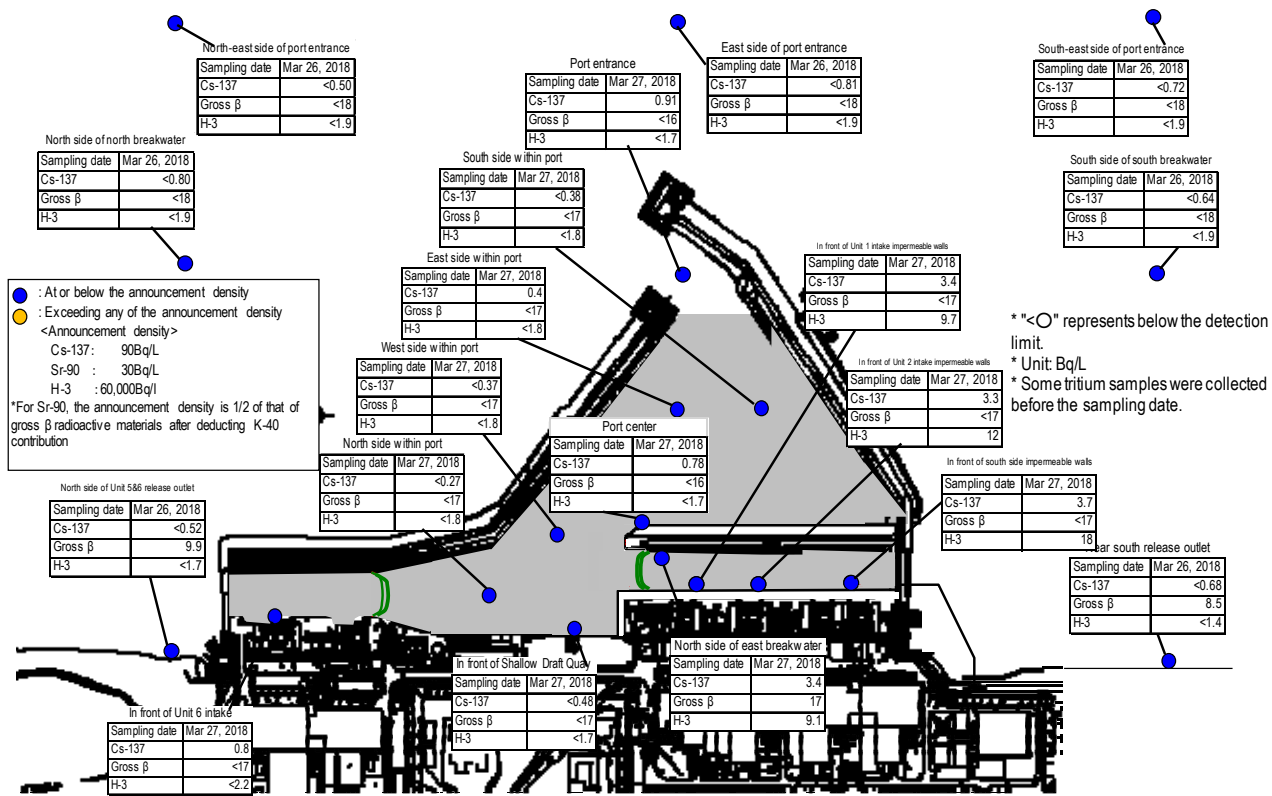 North-east side of port entrance
Sampling date Mar 26, 2018
Cs-137 <0.50
Gross β <18
H-3 <1.9
Port entrance
Sampling date Mar 27, 2018
Cs-137 0.91
Gross β <16
H-3 <1.7
East side of port entrance
Sampling date Mar 26, 2018
Cs-137 <0.81
Gross β <18
H-3 <1.9
South-east side of port entrance
Sampling date Mar 26, 2018
Cs-137 <0.72
Gross β <18
H-3 <1.9
North side of north breakwater
Sampling date Mar 26, 2018
Cs-137 <0.80
Gross β <18
H-3 <1.9
South side within port
Sampling date Mar 27, 2018
Cs-137 <0.38
Gross β <17
H-3 <1.8
South side of south breakwater
Sampling date Mar 26, 2018
Cs-137 <0.64
Gross β <18
H-3 <1.9
East side within port
Sampling date Mar 27, 2018
Cs-137 0.4
Gross β <17
H-3 <1.8
In front of Unit 1 intake impermeable walls
Sampling date Mar 27, 2018
Cs-137 3.4
Gross β <17
H-3 9.7
: At or below the announcement density
: Exceeding any of the announcement density
<Announcement density>
Cs-137 : 90Bq/L
Sr-90 : 30Bq/L
H-3 : 60,000Bq/l
*For Sr-90, the announcement density is 1/2 of that of
gross β radioactive materials after deducting K-40
contribution
* "<O" represents below the detection
limit.
* Unit: Bq/L
* Some tritium samples were collected
before the sampling date.
West side within port
Sampling date Mar 27, 2018
Cs-137 <0.37
Gross β <17
H-3 <1.8
In front of Unit 2 intake impermeable walls
Sampling date Mar 27, 2018
Cs-137 3.3
Gross β <17
H-3 12
Port center
Sampling date Mar 27, 2018
Cs-137 0.78
Gross β <16
H-3 <1.7
North side within port
Sampling date Mar 27, 2018
Cs-137 <0.27
Gross β <17
H-3 <1.8
In front of south side impermeable walls
Sampling date Mar 27, 2018
Cs-137 3.7
Gross β <17
H-3 18
North side of Unit 5&6 release outlet
Sampling date Mar 26, 2018
Cs-137 <0.52
Gross β 9.9
H-3 <1.7
Near south release outlet
Sampling date Mar 26, 2018
Cs-137 <0.68
Gross β 8.5
H-3 <1.4
North side of east breakwater
Sampling date Mar 27, 2018
Cs-137 3.4
Gross β 17
H-3 9.1
In front of Shallow Draft Quay
Sampling date Mar 27, 2018
Cs-137 <0.48
Gross β <17
H-3 <1.7
In front of Unit 6 intake
Sampling date Mar 27, 2018
Cs-137 0.8
Gross β <17
H-3 <2.2